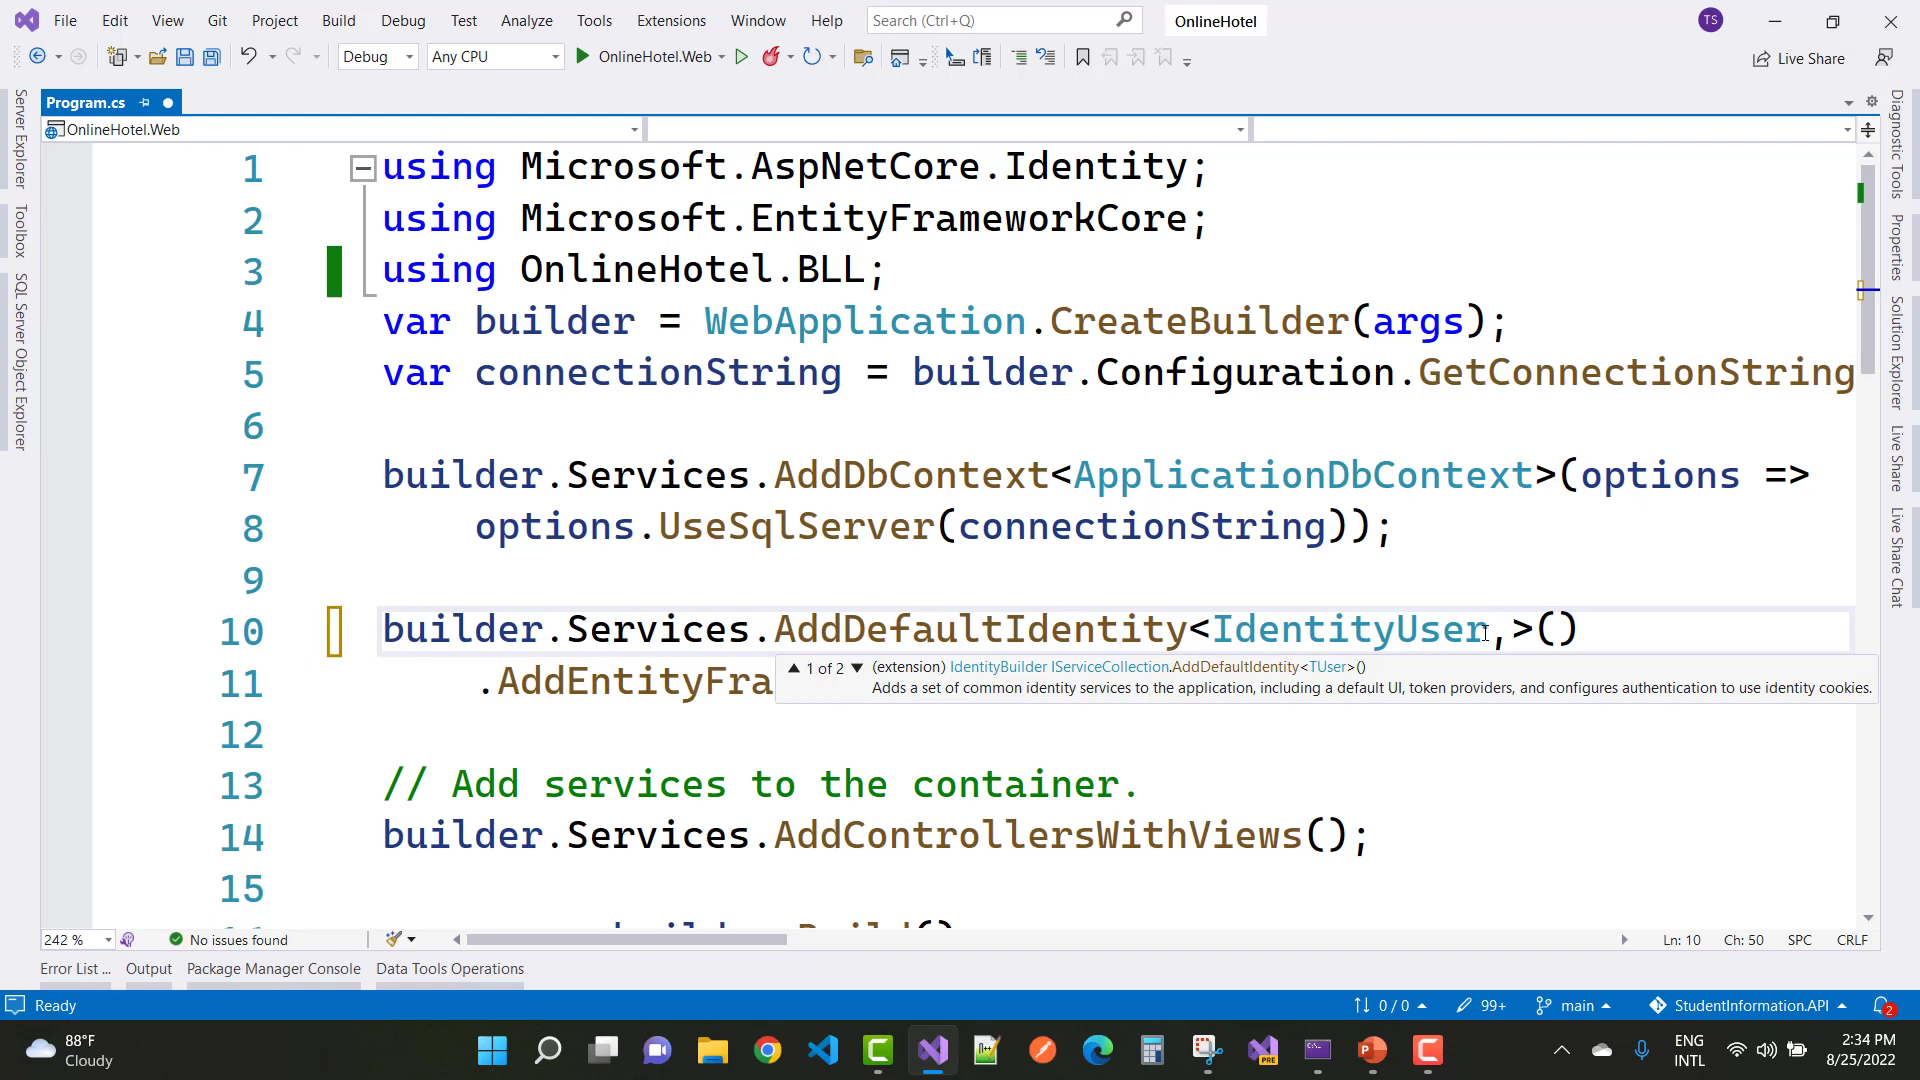 File Edit View Git Project Build Debug Test Analyze Tools Extensions Window Help Search (Ctrl+Q) OnlineHotel TS
Debug Any CPU OnlineHotel.Web Live Share
Program.cs
OnlineHotel.Web
1 using Microsoft.AspNetCore.Identity;
2 using Microsoft.EntityFrameworkCore;
3 using OnlineHotel.BLL;
4 var builder = WebApplication.CreateBuilder(args);
5 var connectionString = builder.Configuration.GetConnectionString
6
7 builder.Services.AddDbContext<ApplicationDbContext>(options =>
8 options.UseSqlServer(connectionString));
9
10 builder.Services.AddDefaultIdentity<IdentityUser,>()
▲ 1 of 2 ▼ (extension) IdentityBuilder IServiceCollection.AddDefaultIdentity<TUser>()
Adds a set of common identity services to the application, including a default UI, token providers, and configures authentication to use identity cookies.
11 .AddEntityFra
12
13 // Add services to the container.
14 builder.Services.AddControllersWithViews();
15
Server Explorer
Toolbox
SQL Server Object Explorer
Diagnostic Tools
Properties
Solution Explorer
Live Share
Live Share Chat
242 % No issues found Ln: 10 Ch: 50 SPC CRLF
Error List ... Output Package Manager Console Data Tools Operations
Ready 0 / 0 99+ main StudentInformation.API 2
88°F
Cloudy
PRE
ENG
INTL
2:34 PM
8/25/2022